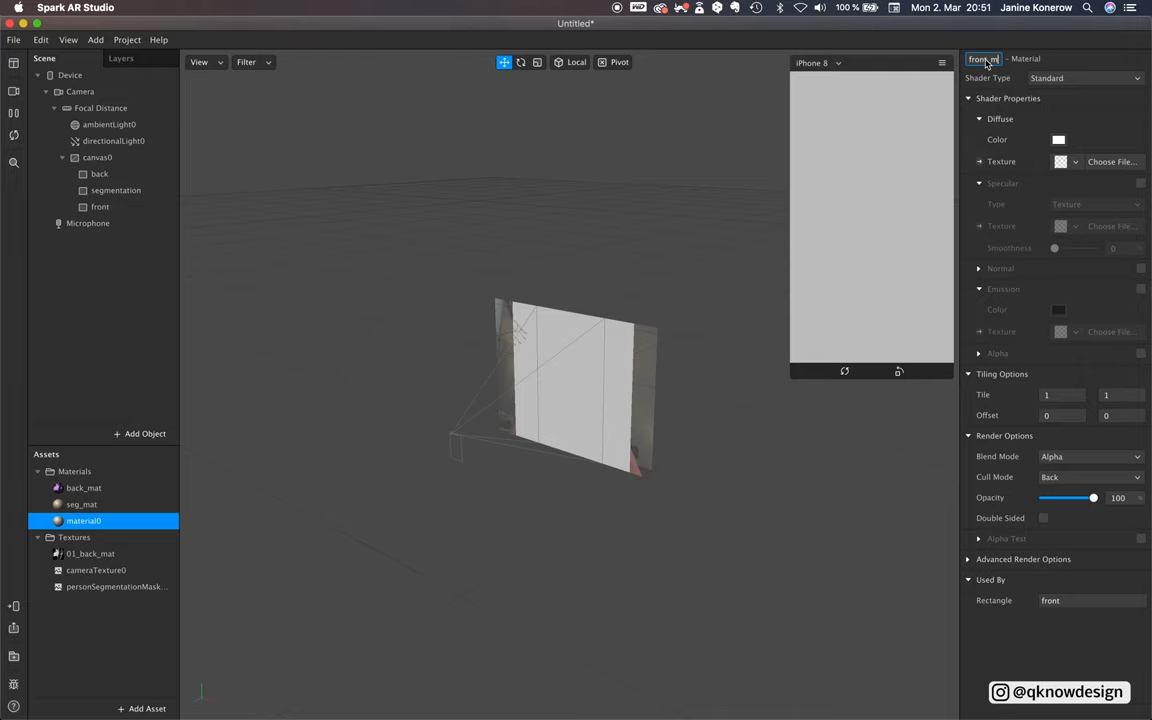 Spark AR Studio
100 %
Mon 2. Mar 20:51
Janine Konerow
Untitled*
File Edit View Add Project Help
Scene Layers
Device
Camera
Focal Distance
ambientLight0
directionalLight0
canvas0
back
segmentation
front
Microphone
+ Add Object
Assets
Materials
back_mat
seg_mat
material0
Textures
01_back_mat
cameraTexture0
personSegmentationMask...
+ Add Asset
View Filter
Local Pivot
iPhone 8
front_m – Material
Shader Type Standard
Shader Properties
Diffuse
Color
Texture Choose File...
Specular
Type Texture
Texture Choose File...
Smoothness 0
Normal
Emission
Color
Texture Choose File...
Alpha
Tiling Options
Tile 1 1
Offset 0 0
Render Options
Blend Mode Alpha
Cull Mode Back
Opacity 100 %
Double Sided
Alpha Test
Advanced Render Options
Used By
Rectangle front
@qknowdesign